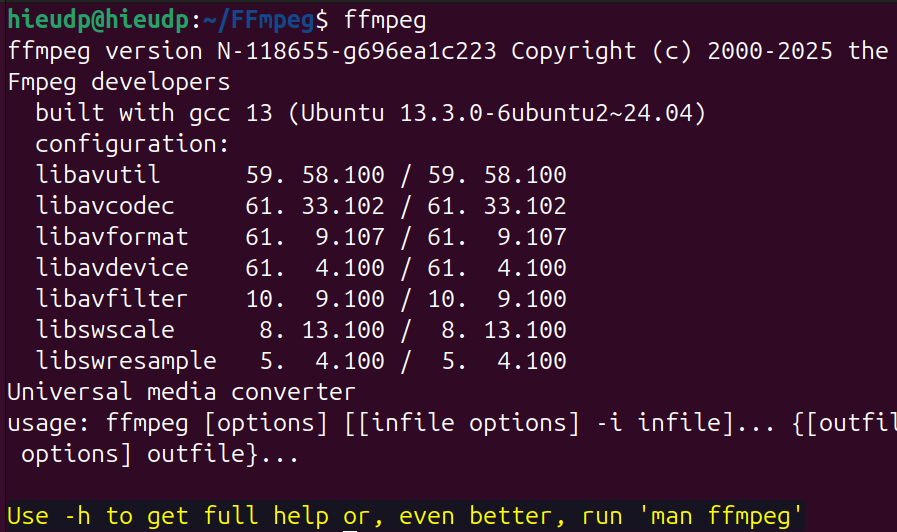 hieudp@hieudp:~/FFmpeg$ ffmpeg
ffmpeg version N-118655-g696ea1c223 Copyright (c) 2000-2025 the
Fmpeg developers
  built with gcc 13 (Ubuntu 13.3.0-6ubuntu2~24.04)
  configuration:
  libavutil      59. 58.100 / 59. 58.100
  libavcodec     61. 33.102 / 61. 33.102
  libavformat    61.  9.107 / 61.  9.107
  libavdevice    61.  4.100 / 61.  4.100
  libavfilter    10.  9.100 / 10.  9.100
  libswscale      8. 13.100 /  8. 13.100
  libswresample   5.  4.100 /  5.  4.100
Universal media converter
usage: ffmpeg [options] [[infile options] -i infile]... {[outfil
 options] outfile}...
Use -h to get full help or, even better, run 'man ffmpeg'